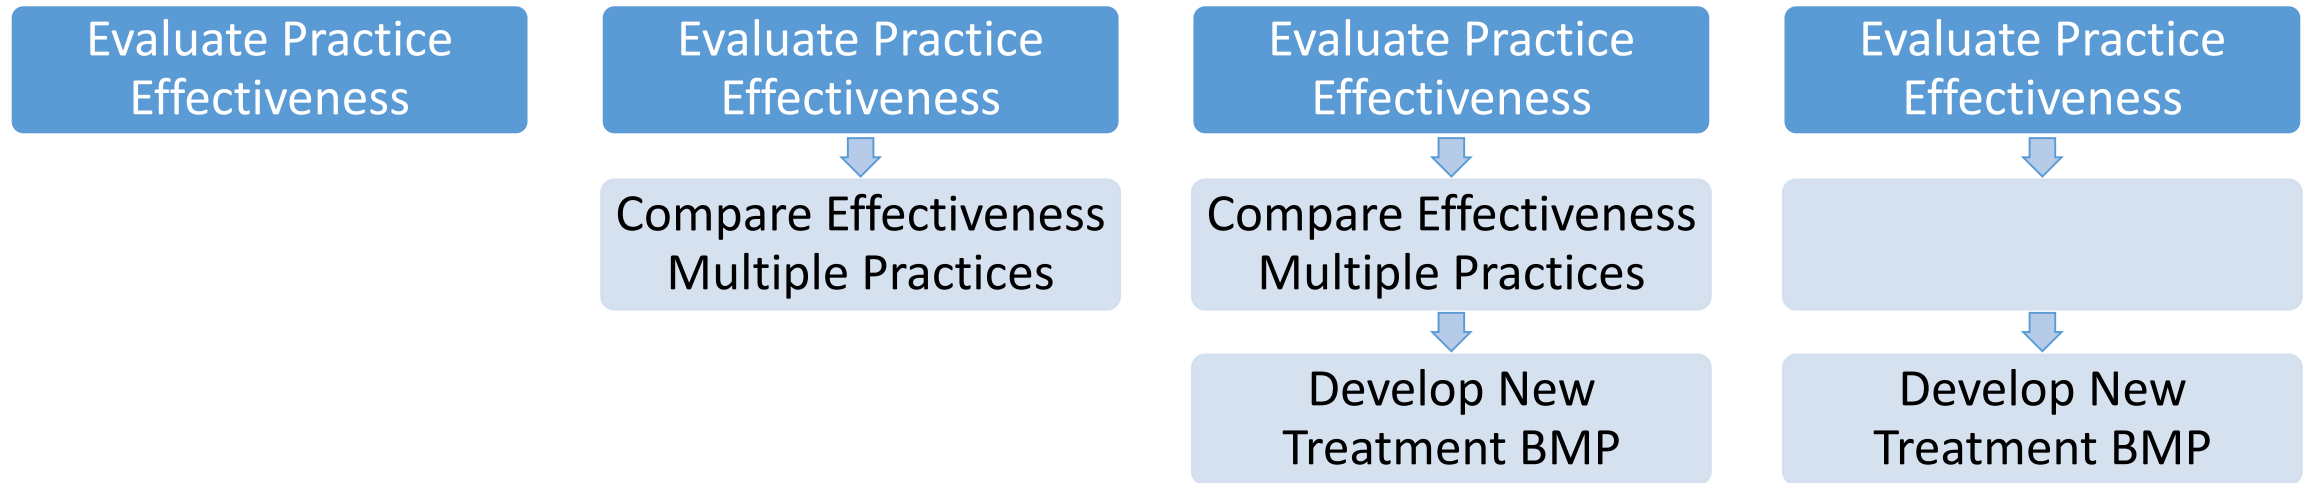 Evaluate Practice
Effectiveness
Evaluate Practice
Effectiveness
Compare Effectiveness
Multiple Practices
Evaluate Practice
Effectiveness
Compare Effectiveness
Multiple Practices
Develop New
Treatment BMP
Evaluate Practice
Effectiveness
Develop New
Treatment BMP